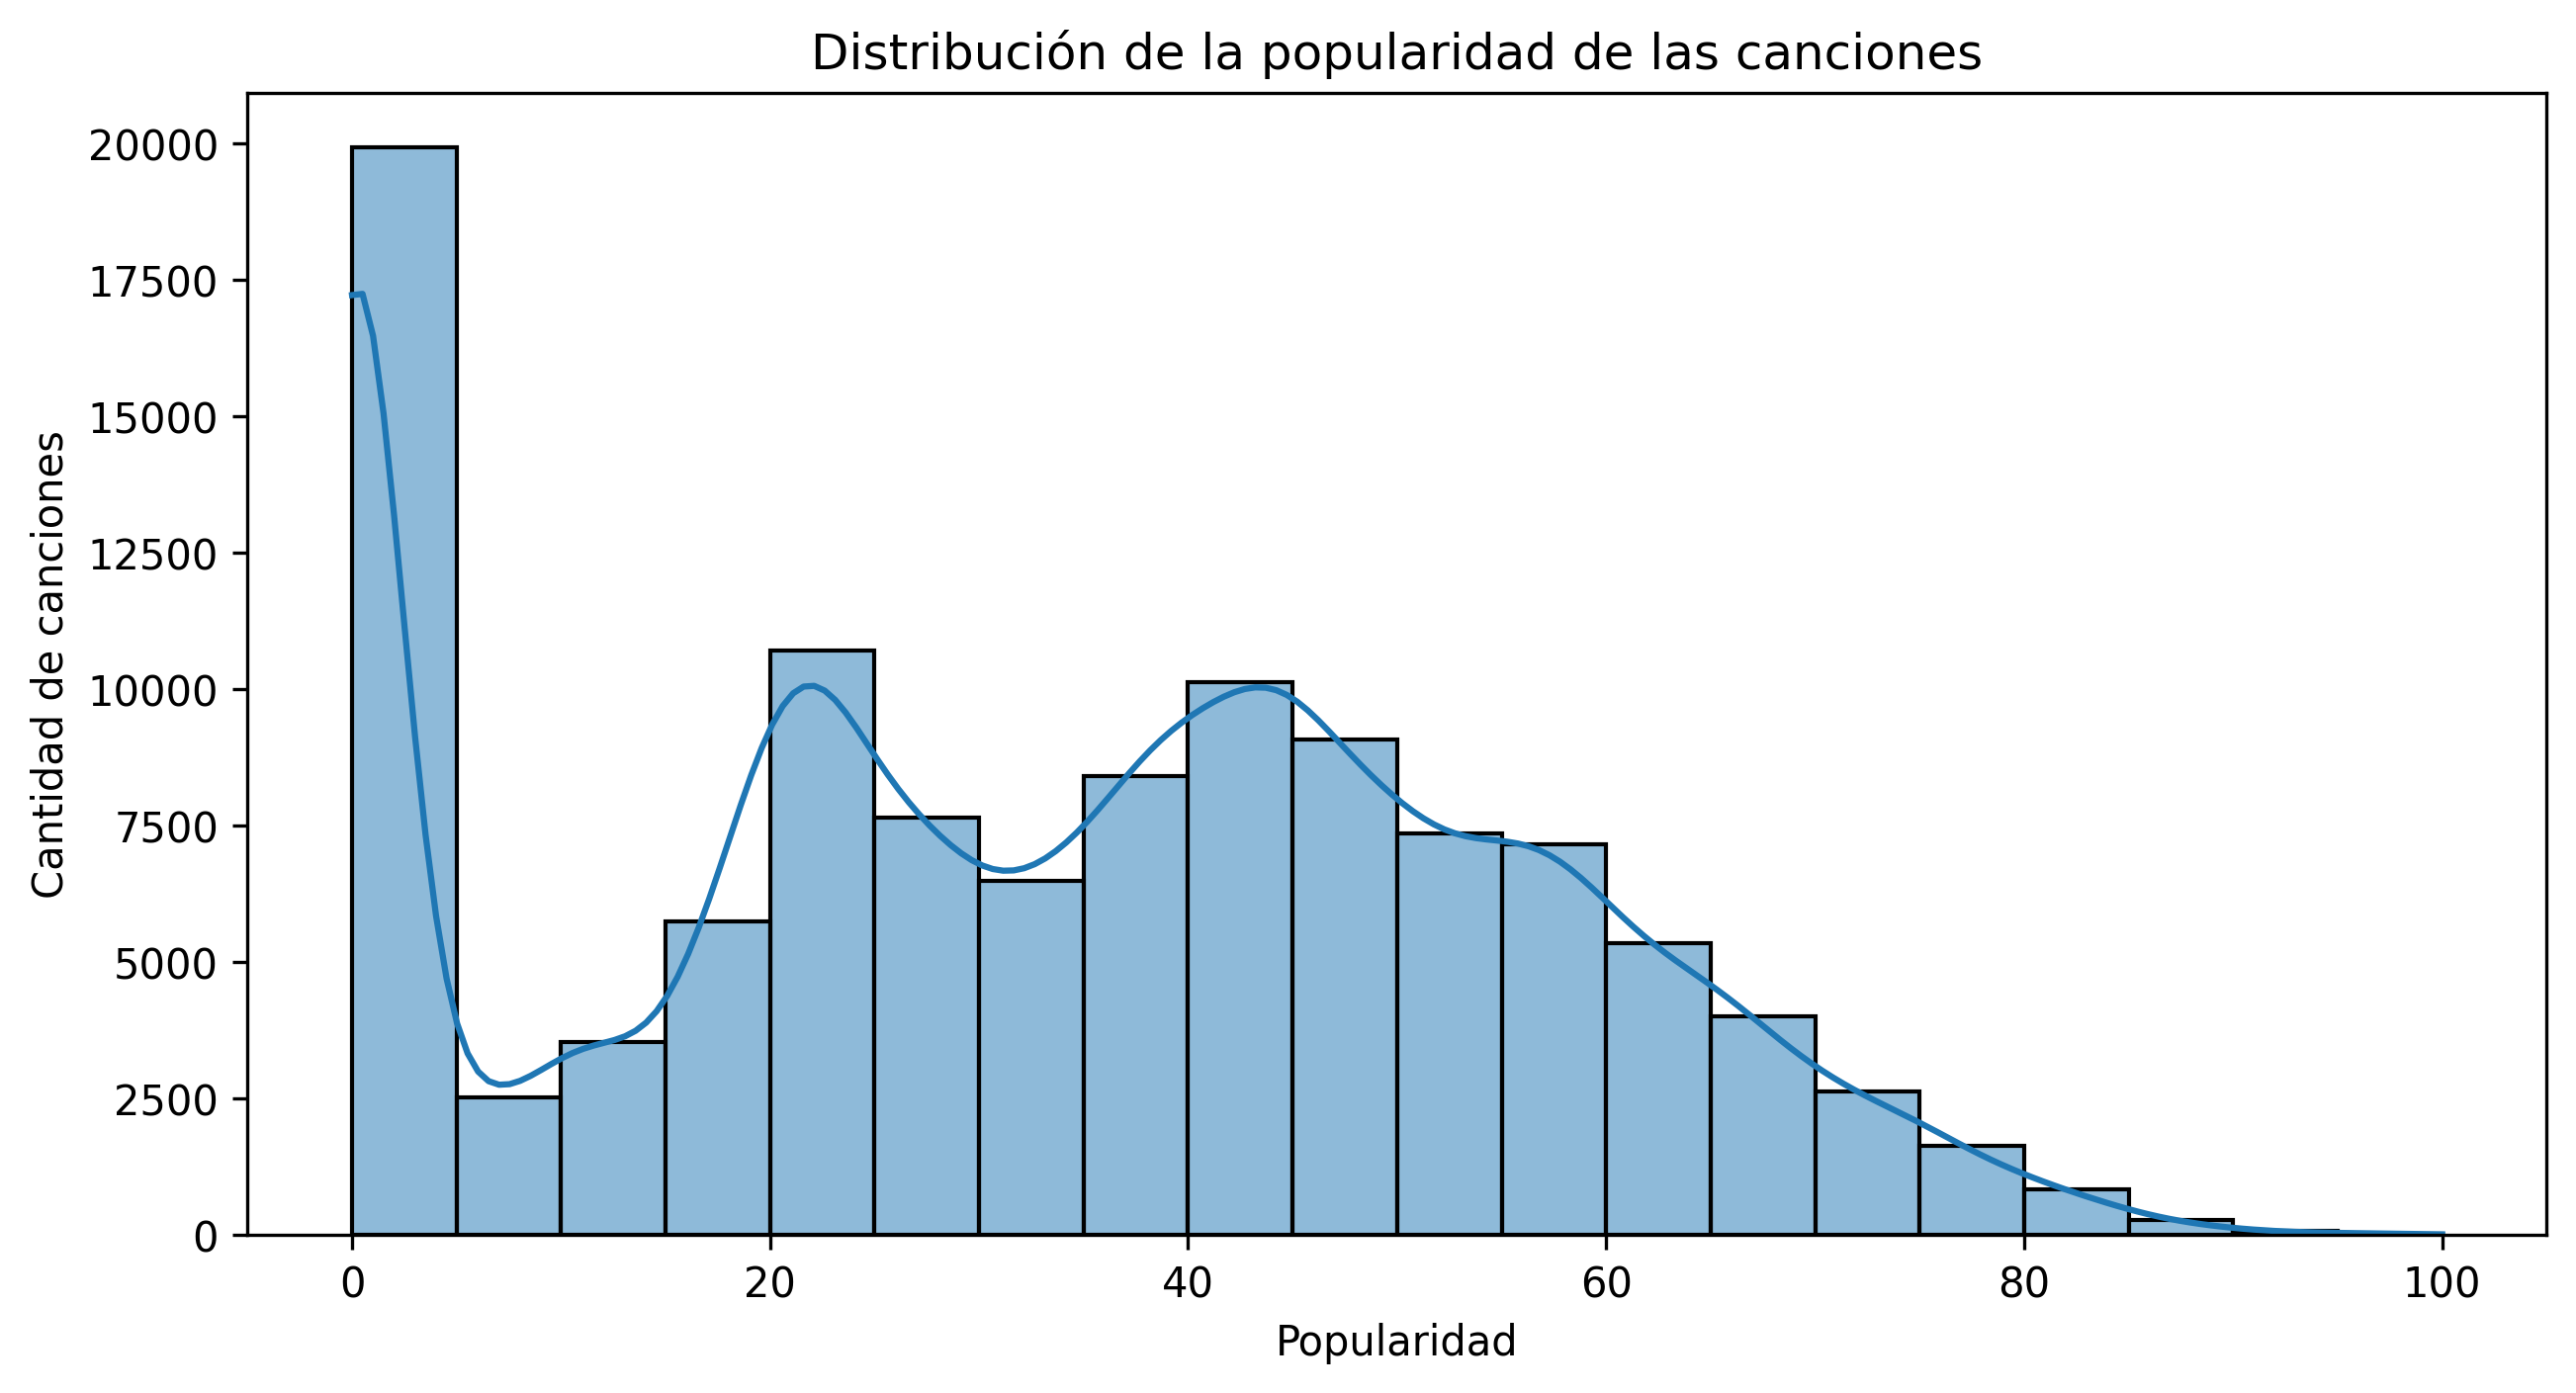 Distribución de la popularidad de las canciones
20000
17500
15000
12500
10000
7500
5000
2500
0
Cantidad de canciones
0 20 40 60 80 100
Popularidad